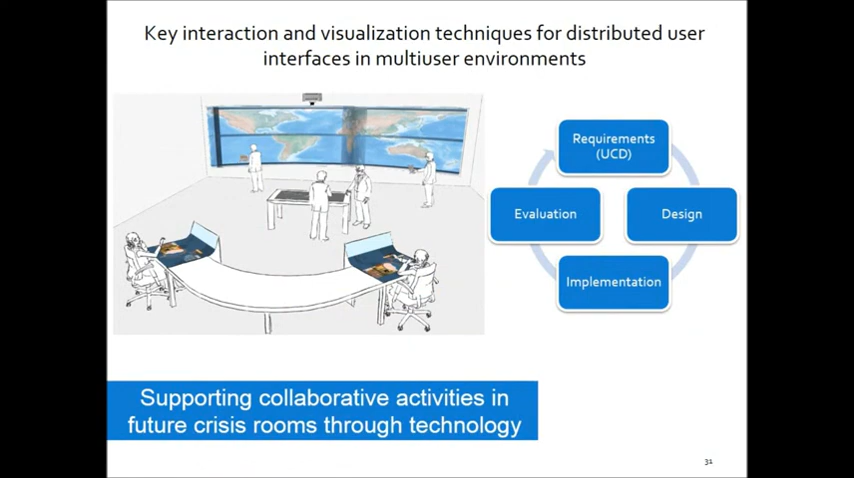 Key interaction and visualization techniques for distributed user
interfaces in multiuser environments
Requirements
(UCD)
Evaluation
Design
Implementation
Supporting collaborative activities in
future crisis rooms through technology
31